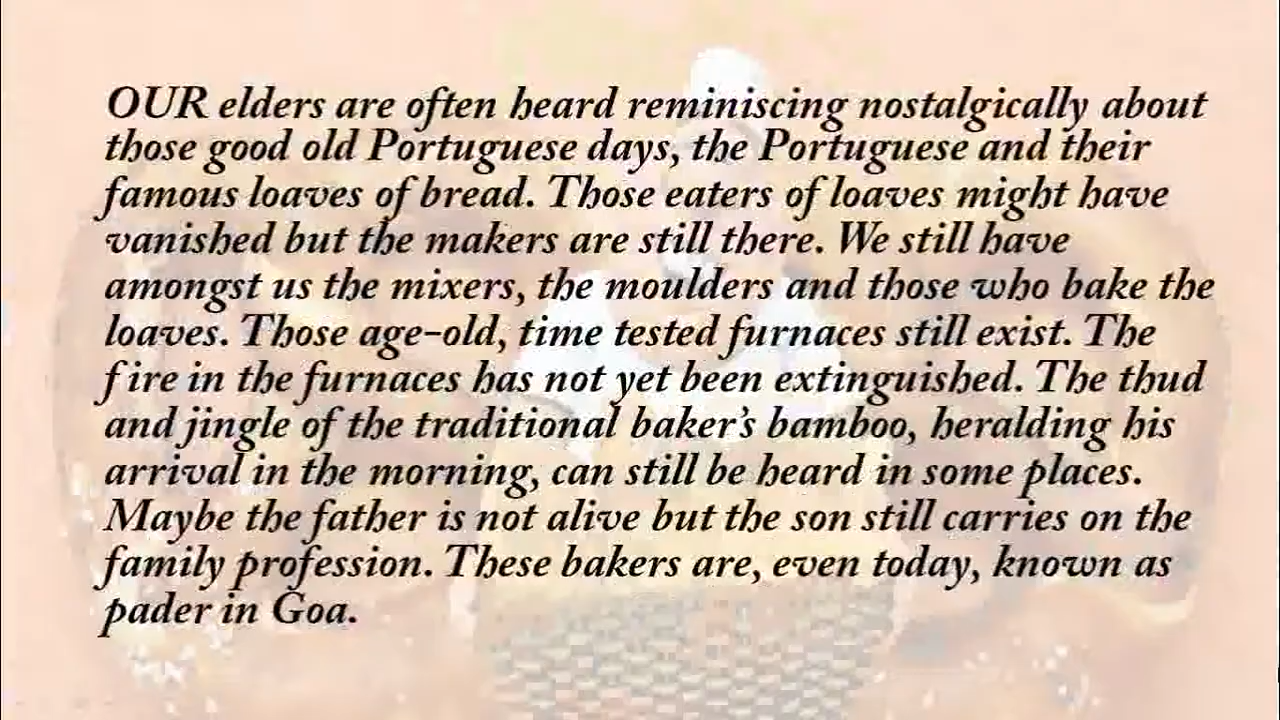 OUR elders are often heard reminiscing nostalgically about
those good old Portuguese days, the Portuguese and their
famous loaves of bread. Those eaters of loaves might have
vanished but the makers are still there. We still have
amongst us the mixers, the moulders and those who bake the
loaves. Those age-old, time tested furnaces still exist. The
fire in the furnaces has not yet been extinguished. The thud
and jingle of the traditional baker’s bamboo, heralding his
arrival in the morning, can still be heard in some places.
Maybe the father is not alive but the son still carries on the
family profession. These bakers are, even today, known as
pader in Goa.